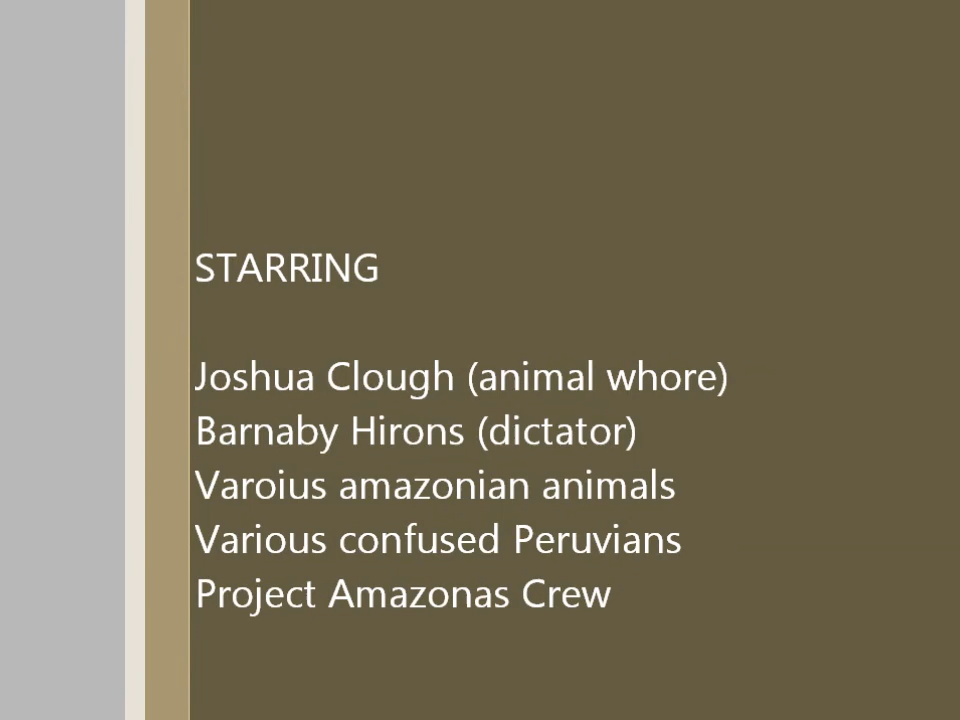 STARRING
Joshua Clough (animal whore)
Barnaby Hirons (dictator)
Varoius amazonian animals
Various confused Peruvians
Project Amazonas Crew